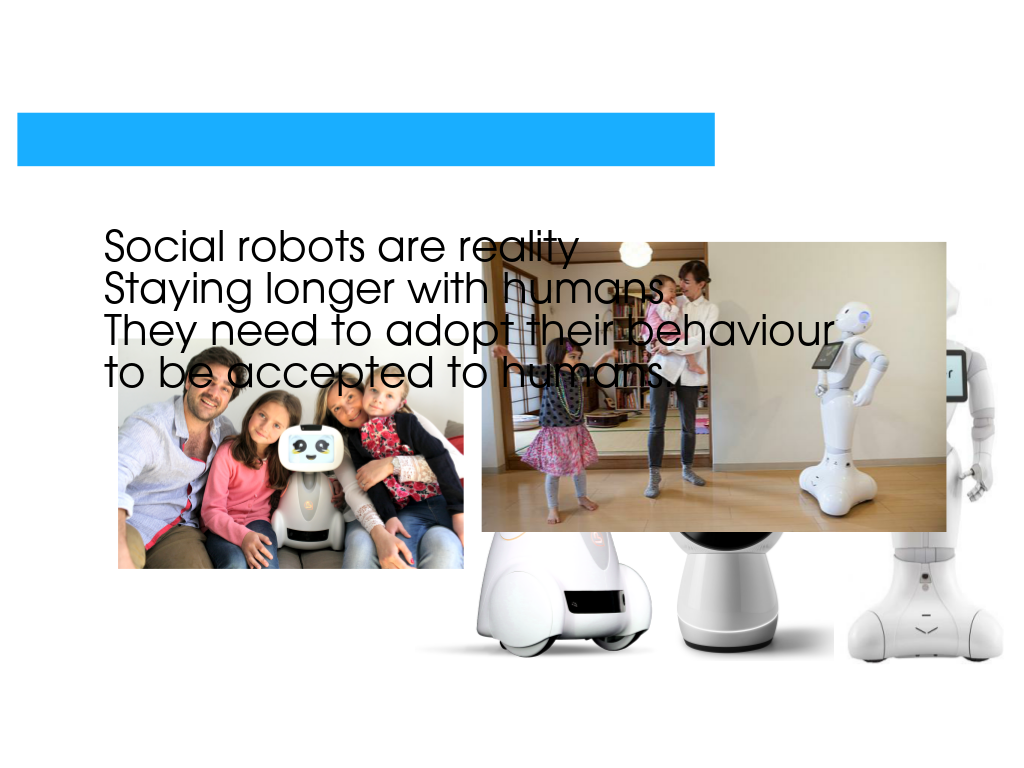 Social robots are reality
Staying longer with humans
They need to adopt their behaviour
to be accepted to humans.